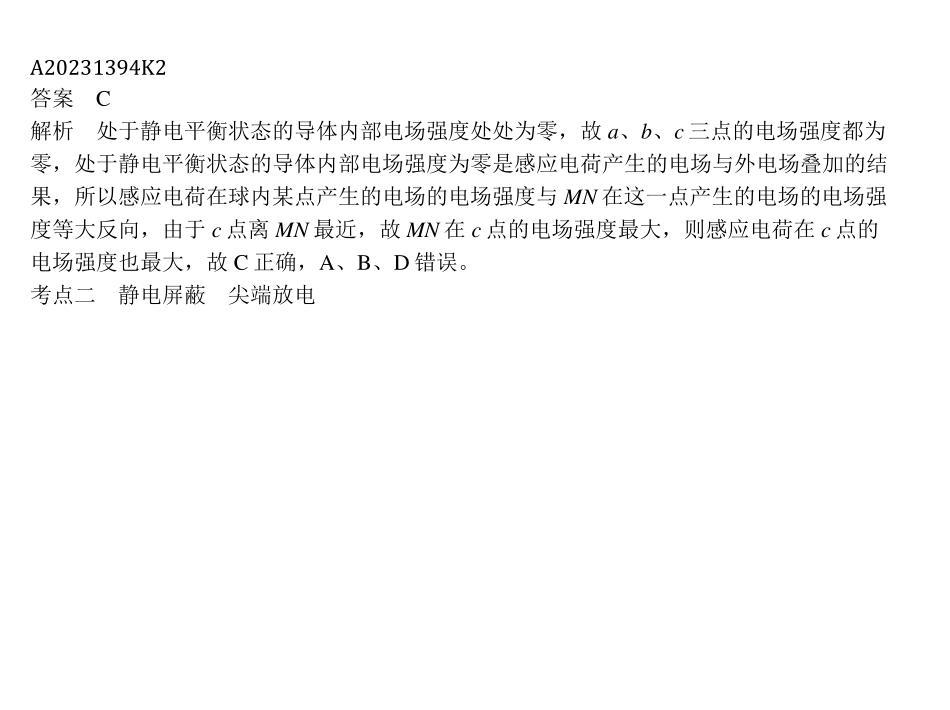 A20231394K2
答案　C
解析　处于静电平衡状态的导体内部电场强度处处为零，故 a、b、c 三点的电场强度都为
零，处于静电平衡状态的导体内部电场强度为零是感应电荷产生的电场与外电场叠加的结
果，所以感应电荷在球内某点产生的电场的电场强度与 MN 在这一点产生的电场的电场强
度等大反向，由于 c 点离 MN 最近，故 MN 在 c 点的电场强度最大，则感应电荷在 c 点的
电场强度也最大，故 C 正确，A、B、D 错误。
考点二　静电屏蔽　尖端放电